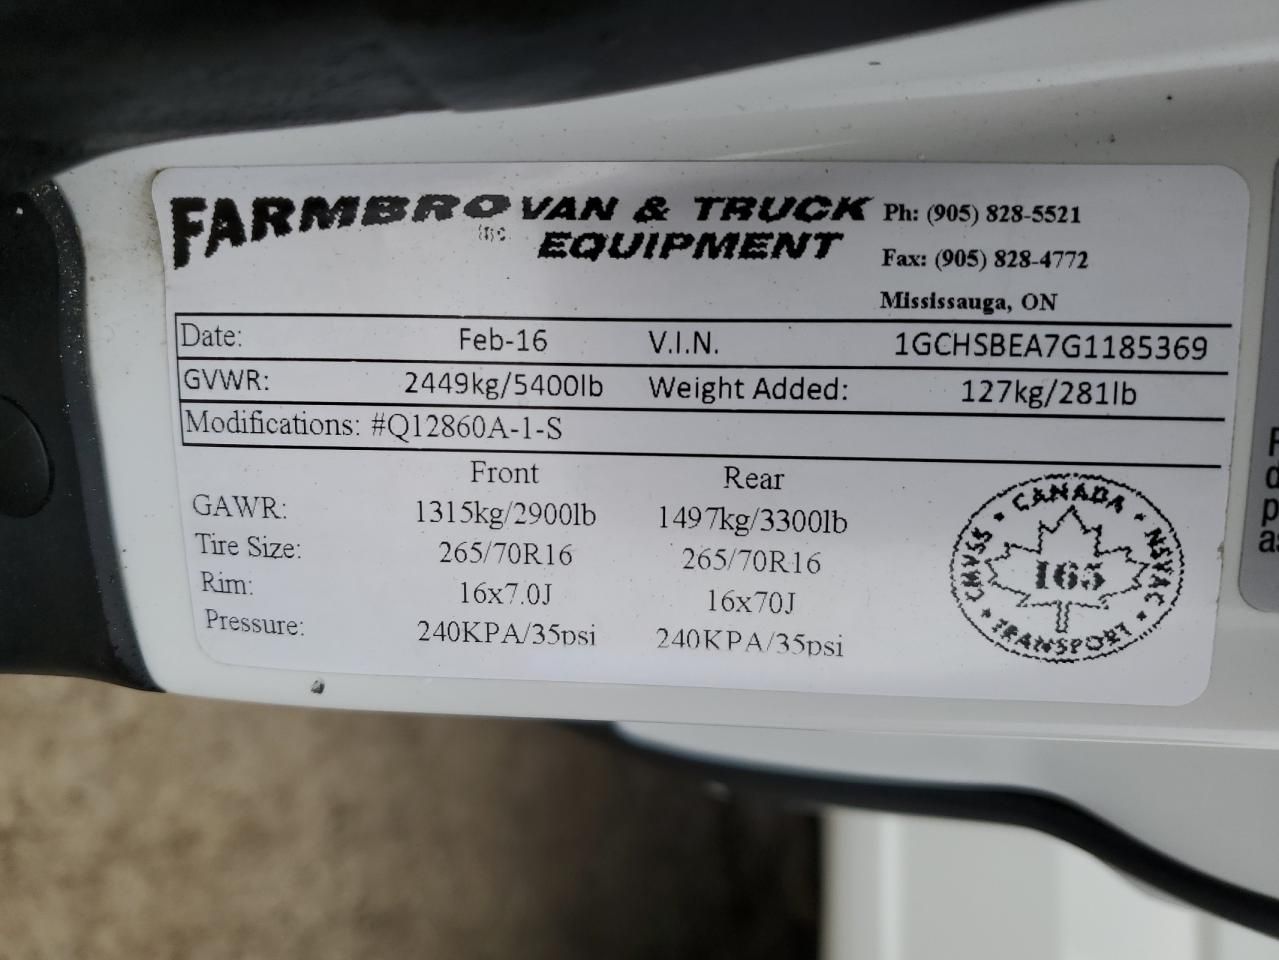 FARMBRO VAN & TRUCK
Inc
EQUIPMENT
Ph: (905) 828-5521
Fax: (905) 828-4772
Mississauga, ON
Date: Feb-16 V.I.N. 1GCHSBEA7G1185369
GVWR: 2449kg/5400lb Weight Added: 127kg/281lb
Modifications: #Q12860A-1-S
Front Rear
GAWR: 1315kg/2900lb 1497kg/3300lb
Tire Size: 265/70R16 265/70R16
Rim: 16x7.0J 16x70J
Pressure: 240KPA/35psi 240KPA/35psi
CANADA
CMVSS
NSVAC
165
TRANSPORT